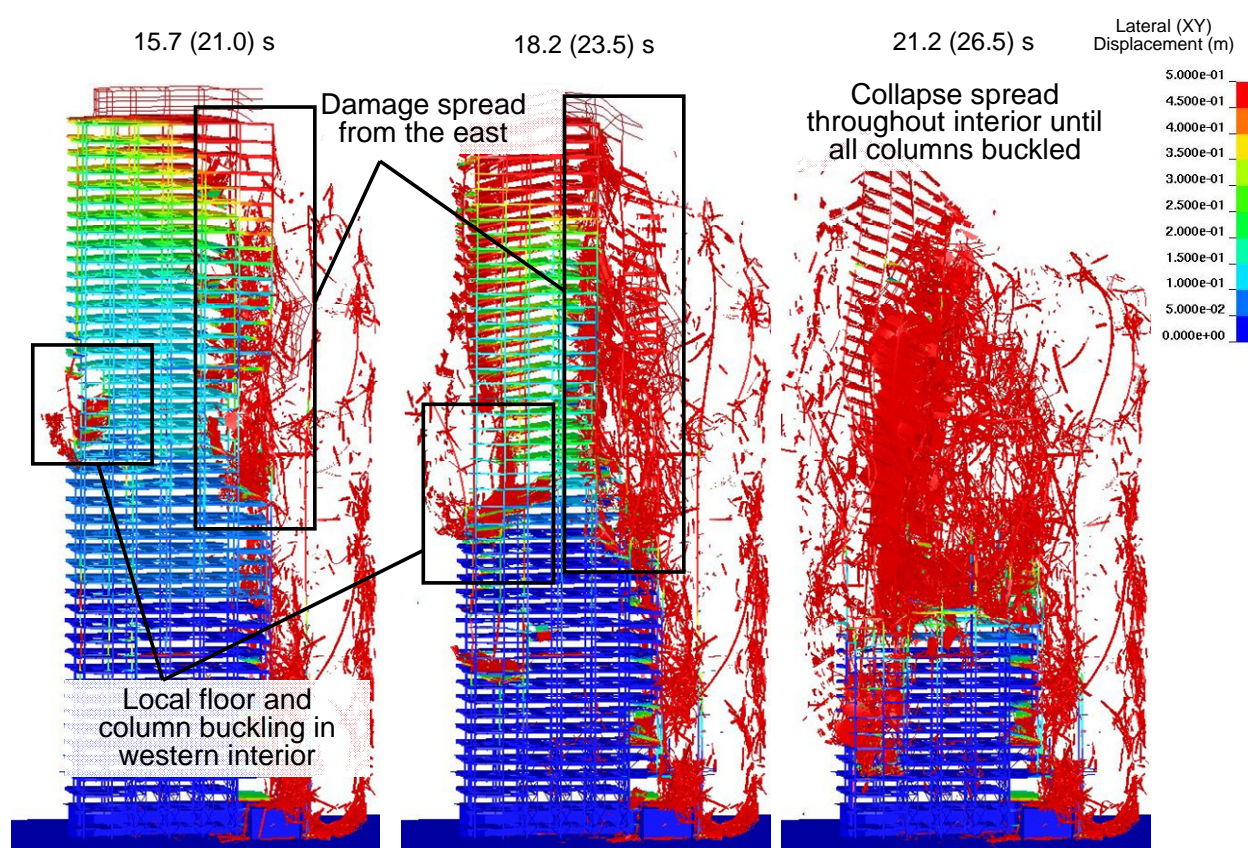 15.7 (21.0) s
18.2 (23.5) s
21.2 (26.5) s
Lateral (XY)
Displacement (m)
5.000e-01
4.500e-01
4.000e-01
3.500e-01
3.000e-01
2.500e-01
2.000e-01
1.500e-01
1.000e-01
5.000e-02
0.000e+00
Damage spread
from the east
Collapse spread
throughout interior until
all columns buckled
Local floor and
column buckling in
western interior